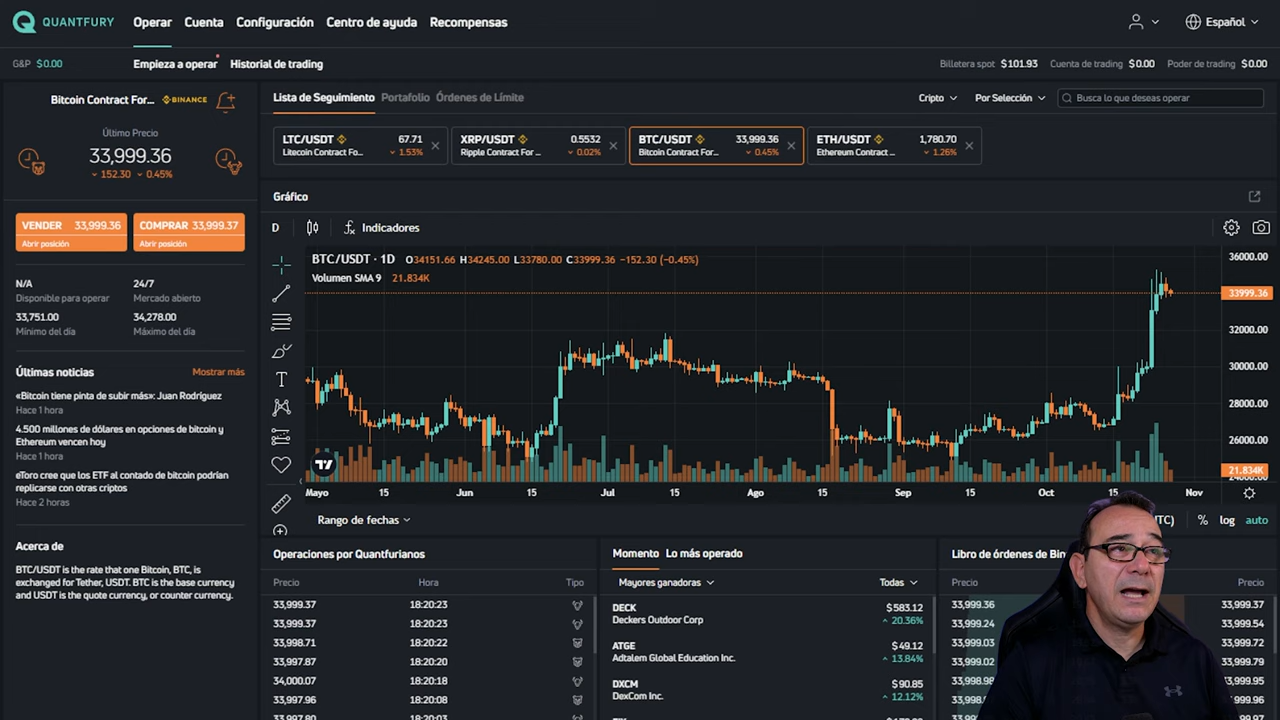 QUANTFURY
Operar
Cuenta
Configuración
Centro de ayuda
Recompensas
Español
G&P $0.00
Empieza a operar
Historial de trading
Billetera spot $101.93
Cuenta de trading $0.00
Poder de trading $0.00
Bitcoin Contract For...
BINANCE
Último Precio
33,999.36
152.30 0.45%
VENDER 33,999.36
Abrir posición
COMPRAR 33,999.37
Abrir posición
N/A
Disponible para operar
24/7
Mercado abierto
33,751.00
Mínimo del día
34,278.00
Máximo del día
Últimas noticias
Mostrar más
«Bitcoin tiene pinta de subir más»: Juan Rodríguez
Hace 1 hora
4.500 millones de dólares en opciones de bitcoin y
Ethereum vencen hoy
Hace 1 hora
eToro cree que los ETF al contado de bitcoin podrían
replicarse con otras criptos
Hace 2 horas
Acerca de
BTC/USDT is the rate that one Bitcoin, BTC, is
exchanged for Tether, USDT. BTC is the base currency
and USDT is the quote currency, or counter currency.
Lista de Seguimiento
Portafolio
Órdenes de Límite
Cripto
Por Selección
Busca lo que deseas operar
LTC/USDT 67.71
Litecoin Contract Fo... 1.53%
XRP/USDT 0.5532
Ripple Contract For ... 0.02%
BTC/USDT 33,999.36
Bitcoin Contract For... 0.45%
ETH/USDT 1,780.70
Ethereum Contract ... 1.26%
Gráfico
D
Indicadores
BTC/USDT · 1D O34151.66 H34245.00 L33780.00 C33999.36 −152.30 (−0.45%)
Volumen SMA 9 21.834K
36000.00
33999.36
32000.00
30000.00
28000.00
26000.00
21.834K
24000.00
Mayo
15
Jun
15
Jul
15
Ago
15
Sep
15
Oct
15
Nov
Rango de fechas
(UTC)
%
log
auto
Operaciones por Quantfurianos
Precio Hora Tipo
33,999.37 18:20:23
33,999.37 18:20:23
33,998.71 18:20:22
33,997.87 18:20:20
34,000.07 18:20:18
33,997.96 18:20:08
33,997.80 18:20:03
Momento
Lo más operado
Mayores ganadoras
Todas
DECK $583.12
Deckers Outdoor Corp 20.36%
ATGE $49.12
Adtalem Global Education Inc. 13.84%
DXCM $90.85
DexCom Inc. 12.12%
Libro de órdenes de Bin
Precio Precio
33,999.36 33,999.37
33,999.24 33,999.54
33,999.03 33,999.72
33,999.02 33,999.79
33,998.98